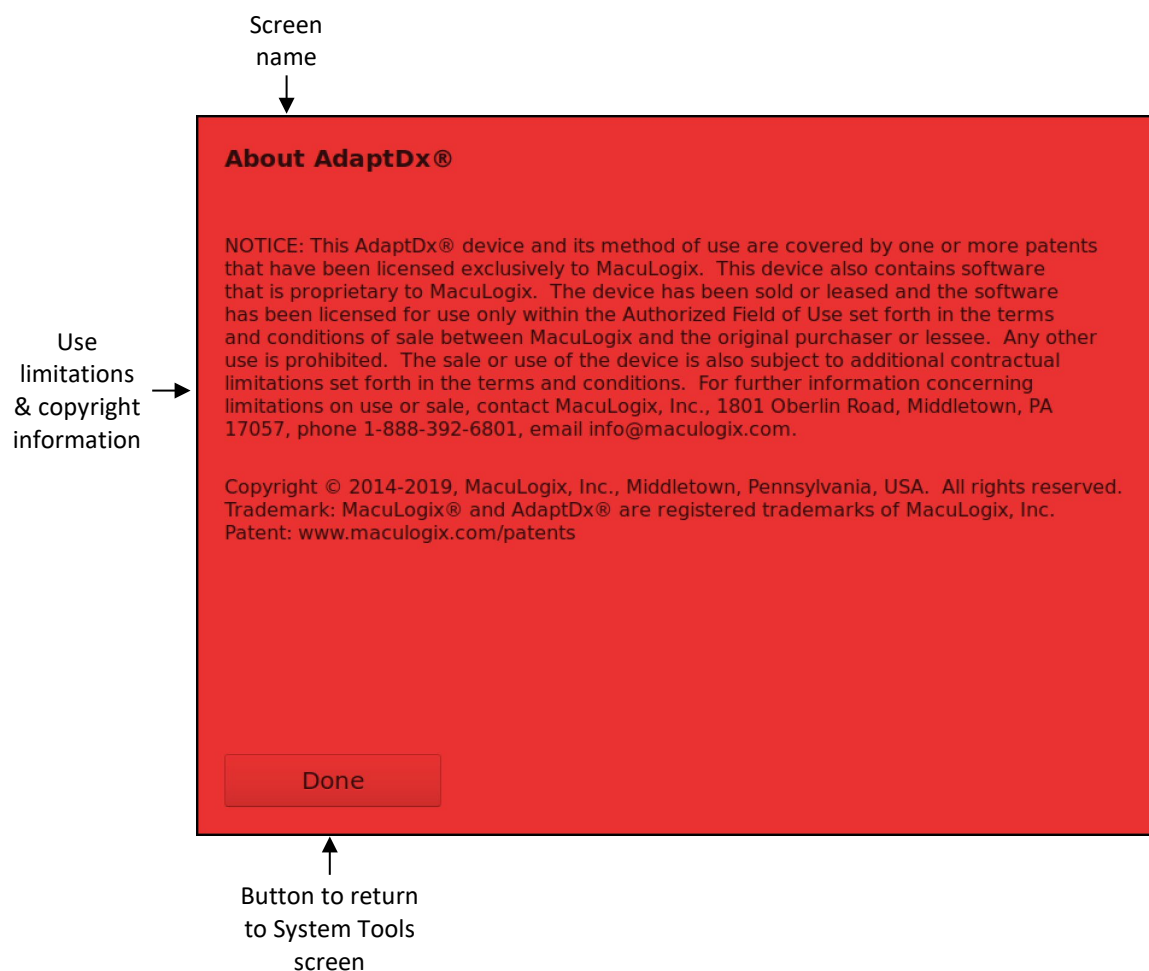 Screen
name
About AdaptDx®
NOTICE: This AdaptDx® device and its method of use are covered by one or more patents
that have been licensed exclusively to MacuLogix.  This device also contains software
that is proprietary to MacuLogix.  The device has been sold or leased and the software
has been licensed for use only within the Authorized Field of Use set forth in the terms
and conditions of sale between MacuLogix and the original purchaser or lessee.  Any other
use is prohibited.  The sale or use of the device is also subject to additional contractual
limitations set forth in the terms and conditions.  For further information concerning
limitations on use or sale, contact MacuLogix, Inc., 1801 Oberlin Road, Middletown, PA
17057, phone 1-888-392-6801, email info@maculogix.com.
Use
limitations
& copyright
information
Copyright © 2014-2019, MacuLogix, Inc., Middletown, Pennsylvania, USA.  All rights reserved.
Trademark: MacuLogix® and AdaptDx® are registered trademarks of MacuLogix, Inc.
Patent: www.maculogix.com/patents
Done
Button to return
to System Tools
screen